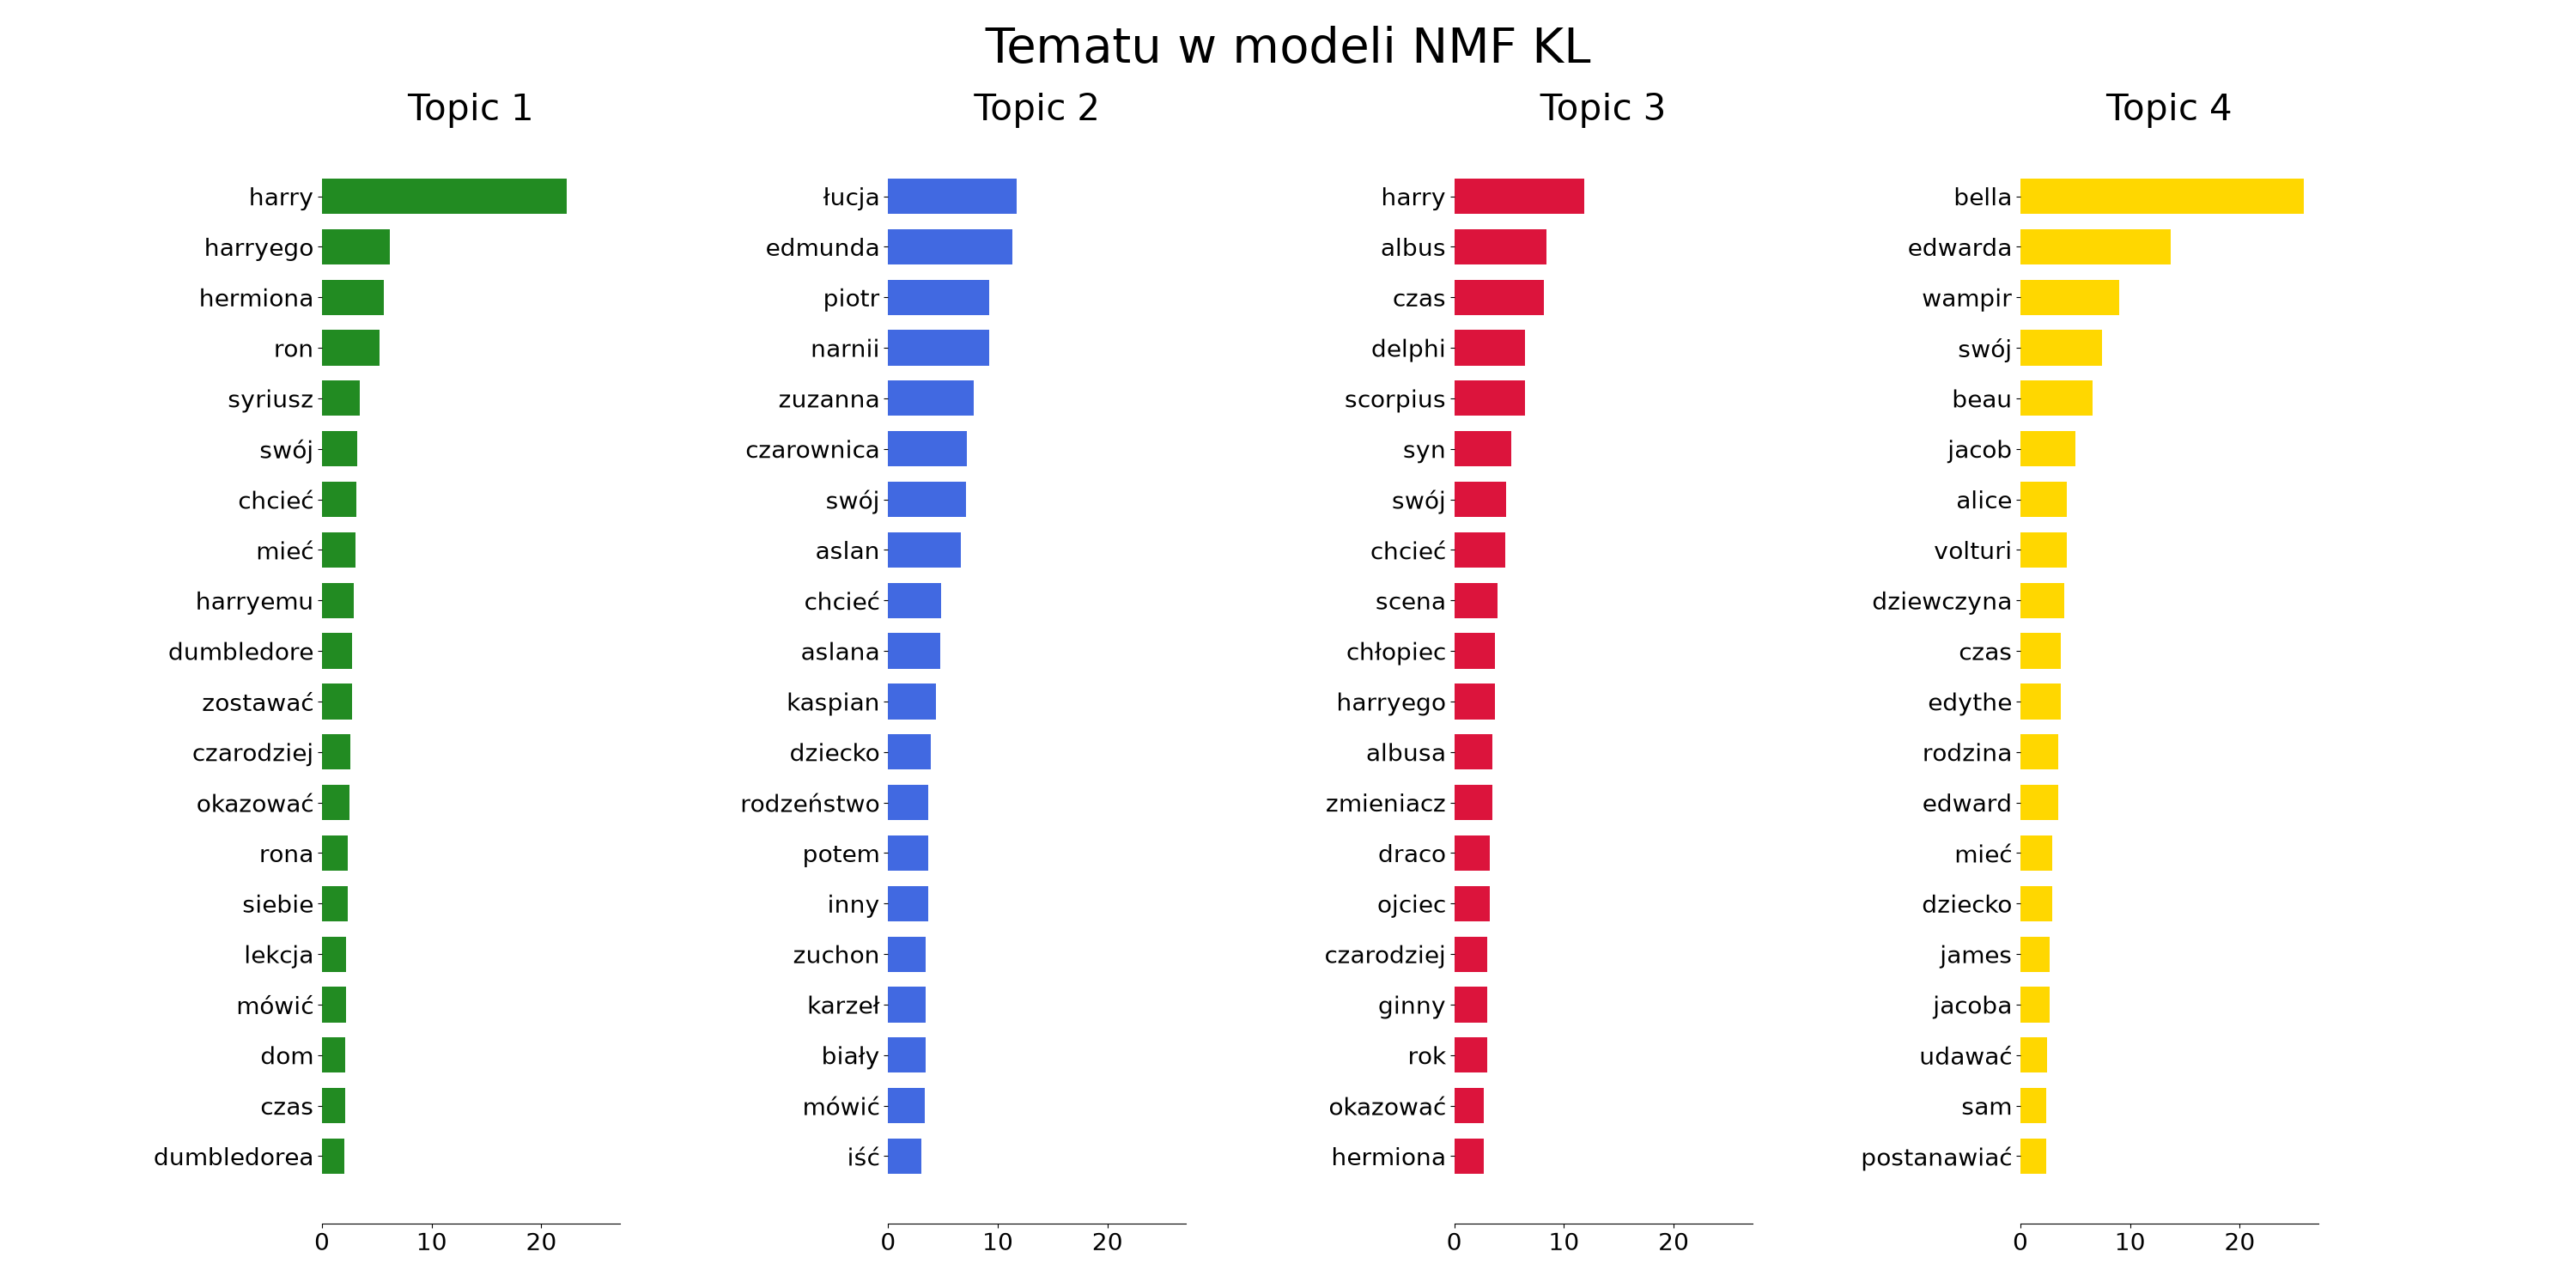 Tematu w modeli NMF KL
Topic 1
harry
harryego
hermiona
ron
syriusz
swój
chcieć
mieć
harryemu
dumbledore
zostawać
czarodziej
okazować
rona
siebie
lekcja
mówić
dom
czas
dumbledorea
0 10 20
Topic 2
łucja
edmunda
piotr
narnii
zuzanna
czarownica
swój
aslan
chcieć
aslana
kaspian
dziecko
rodzeństwo
potem
inny
zuchon
karzeł
biały
mówić
iść
0 10 20
Topic 3
harry
albus
czas
delphi
scorpius
syn
swój
chcieć
scena
chłopiec
harryego
albusa
zmieniacz
draco
ojciec
czarodziej
ginny
rok
okazować
hermiona
0 10 20
Topic 4
bella
edwarda
wampir
swój
beau
jacob
alice
volturi
dziewczyna
czas
edythe
rodzina
edward
mieć
dziecko
james
jacoba
udawać
sam
postanawiać
0 10 20